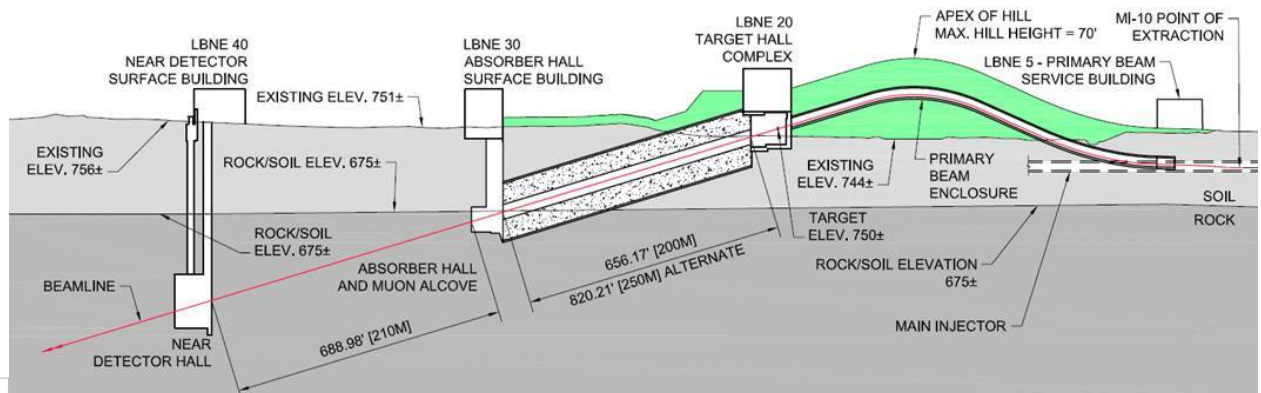 LBNE 40
NEAR DETECTOR
SURFACE BUILDING
EXISTING ELEV. 751±
LBNE 30
ABSORBER HALL
SURFACE BUILDING
LBNE 20
TARGET HALL
COMPLEX
APEX OF HILL
MAX. HILL HEIGHT = 70'
MI-10 POINT OF
EXTRACTION
LBNE 5 - PRIMARY BEAM
SERVICE BUILDING
EXISTING
ELEV. 756±
ROCK/SOIL ELEV. 675±
EXISTING
ELEV. 744±
PRIMARY
BEAM
ENCLOSURE
SOIL
ROCK
ROCK/SOIL
ELEV. 675±
TARGET
ELEV. 750±
BEAMLINE
ABSORBER HALL
AND MUON ALCOVE
656.17' [200M]
820.21' [250M] ALTERNATE
ROCK/SOIL ELEVATION
675±
MAIN INJECTOR
NEAR
DETECTOR HALL
688.98' [210M]